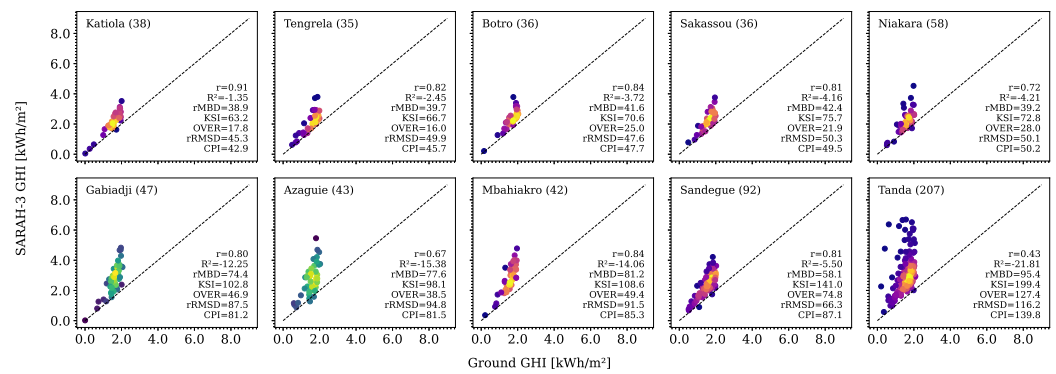 Katiola (38)
r=0.91
R²=-1.35
rMBD=38.9
KSI=63.2
OVER=17.8
rRMSD=45.3
CPI=42.9
Tengrela (35)
r=0.82
R²=-2.45
rMBD=39.7
KSI=66.7
OVER=16.0
rRMSD=49.9
CPI=45.7
Botro (36)
r=0.84
R²=-3.72
rMBD=41.6
KSI=70.6
OVER=25.0
rRMSD=47.6
CPI=47.7
Sakassou (36)
r=0.81
R²=-4.16
rMBD=42.4
KSI=75.7
OVER=21.9
rRMSD=50.3
CPI=49.5
Niakara (58)
r=0.72
R²=-4.21
rMBD=39.2
KSI=72.8
OVER=28.0
rRMSD=50.1
CPI=50.2
8.0
6.0
4.0
2.0
0.0
SARAH-3 GHI [kWh/m²]
Gabiadji (47)
r=0.80
R²=-12.25
rMBD=74.4
KSI=102.8
OVER=46.9
rRMSD=87.5
CPI=81.2
Azaguie (43)
r=0.67
R²=-15.38
rMBD=77.6
KSI=98.1
OVER=38.5
rRMSD=94.8
CPI=81.5
Mbahiakro (42)
r=0.84
R²=-14.06
rMBD=81.2
KSI=108.6
OVER=49.4
rRMSD=91.5
CPI=85.3
Sandegue (92)
r=0.81
R²=-5.50
rMBD=58.1
KSI=141.0
OVER=74.8
rRMSD=66.3
CPI=87.1
Tanda (207)
r=0.43
R²=-21.81
rMBD=95.4
KSI=199.4
OVER=127.4
rRMSD=116.2
CPI=139.8
8.0
6.0
4.0
2.0
0.0
0.0 2.0 4.0 6.0 8.0
0.0 2.0 4.0 6.0 8.0
0.0 2.0 4.0 6.0 8.0
0.0 2.0 4.0 6.0 8.0
0.0 2.0 4.0 6.0 8.0
Ground GHI [kWh/m²]